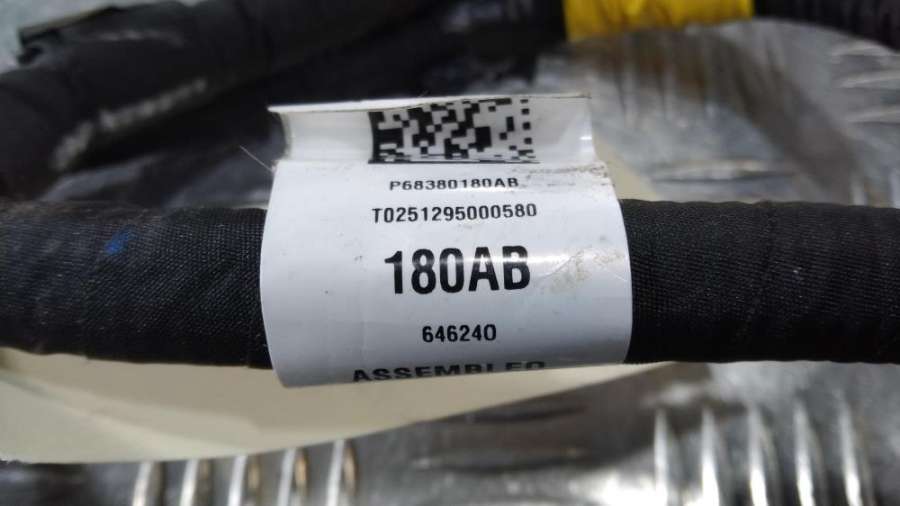 P68380180AB
T0251295000580
180AB
646240
ASSEMBLED